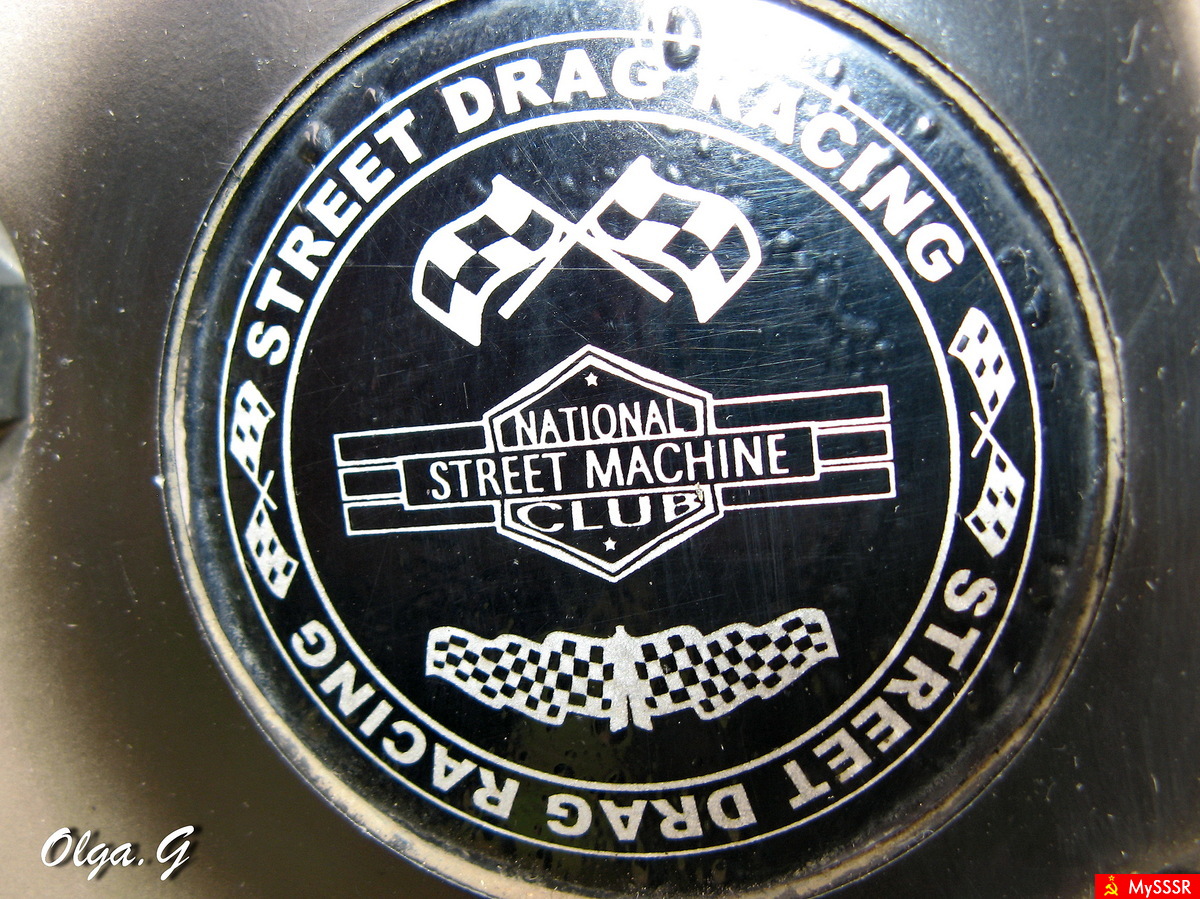 STREET DRAG RACING
NATIONAL
STREET MACHINE
CLUB
STREET DRAG RACING
Olga.G
MySSSR